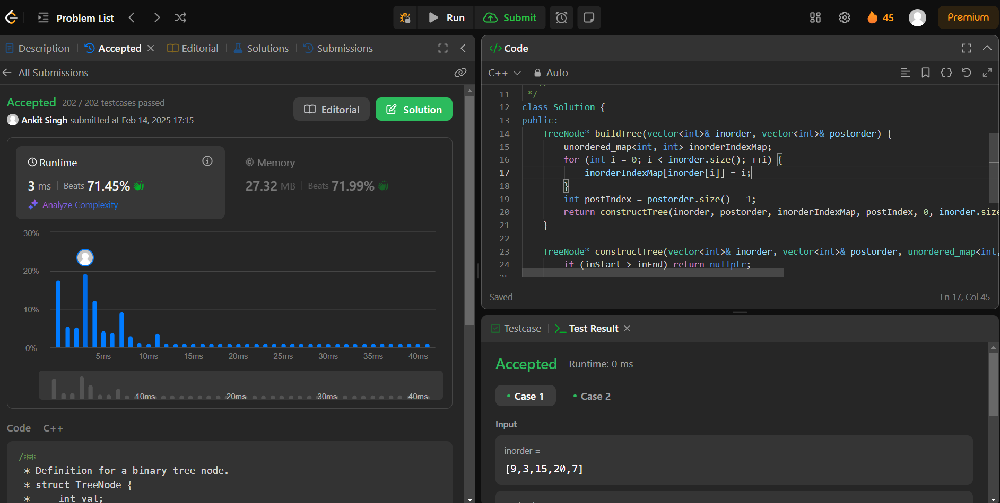 Problem List
Run
Submit
45
Premium
Description
Accepted
Editorial
Solutions
Submissions
All Submissions
Accepted 202 / 202 testcases passed
Ankit Singh submitted at Feb 14, 2025 17:15
Editorial
Solution
Runtime
3 ms | Beats 71.45%
Analyze Complexity
Memory
27.32 MB | Beats 71.99%
30%
20%
10%
0%
5ms 10ms 15ms 20ms 25ms 30ms 35ms 40ms
10ms 20ms 30ms 40ms
Code | C++
/**
* Definition for a binary tree node.
* struct TreeNode {
* int val;
</> Code
C++ Auto
11 */
12 class Solution {
13 public:
14 TreeNode* buildTree(vector<int>& inorder, vector<int>& postorder) {
15 unordered_map<int, int> inorderIndexMap;
16 for (int i = 0; i < inorder.size(); ++i) {
17 inorderIndexMap[inorder[i]] = i;
18 }
19 int postIndex = postorder.size() - 1;
20 return constructTree(inorder, postorder, inorderIndexMap, postIndex, 0, inorder.size
21 }
22
23 TreeNode* constructTree(vector<int>& inorder, vector<int>& postorder, unordered_map<int,
24 if (inStart > inEnd) return nullptr;
Saved
Ln 17, Col 45
Testcase
Test Result
Accepted Runtime: 0 ms
Case 1
Case 2
Input
inorder =
[9,3,15,20,7]